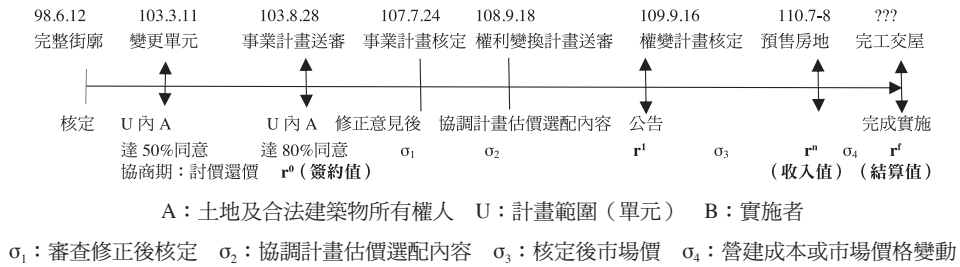 98.6.12 103.3.11 103.8.28 107.7.24 108.9.18 109.9.16 110.7-8 ???
完整街廓 變更單元 事業計畫送審 事業計畫核定 權利變換計畫送審 權變計畫核定 預售房地 完工交屋
核定 U 內 A U 內 A 修正意見後 協調計畫估價選配內容 公告 完成實施
達 50%同意 達 80%同意 σ₁ σ₂ r¹ σ₃ rⁿ σ₄ rᶠ
協商期：討價還價 r⁰（簽約值） （收入值） （結算值）
A：土地及合法建築物所有權人 U：計畫範圍（單元） B：實施者
σ₁：審查修正後核定 σ₂：協調計畫估價選配內容 σ₃：核定後市場價 σ₄：營建成本或市場價格變動